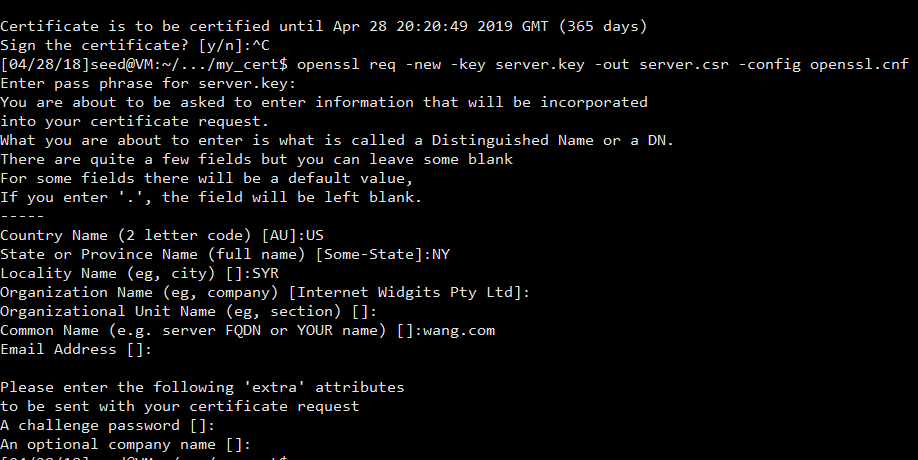 Certificate is to be certified until Apr 28 20:20:49 2019 GMT (365 days)
Sign the certificate? [y/n]:^C
[04/28/18]seed@VM:~/.../my_cert$ openssl req -new -key server.key -out server.csr -config openssl.cnf
Enter pass phrase for server.key:
You are about to be asked to enter information that will be incorporated
into your certificate request.
What you are about to enter is what is called a Distinguished Name or a DN.
There are quite a few fields but you can leave some blank
For some fields there will be a default value,
If you enter '.', the field will be left blank.
-----
Country Name (2 letter code) [AU]:US
State or Province Name (full name) [Some-State]:NY
Locality Name (eg, city) []:SYR
Organization Name (eg, company) [Internet Widgits Pty Ltd]:
Organizational Unit Name (eg, section) []:
Common Name (e.g. server FQDN or YOUR name) []:wang.com
Email Address []:
Please enter the following 'extra' attributes
to be sent with your certificate request
A challenge password []:
An optional company name []: